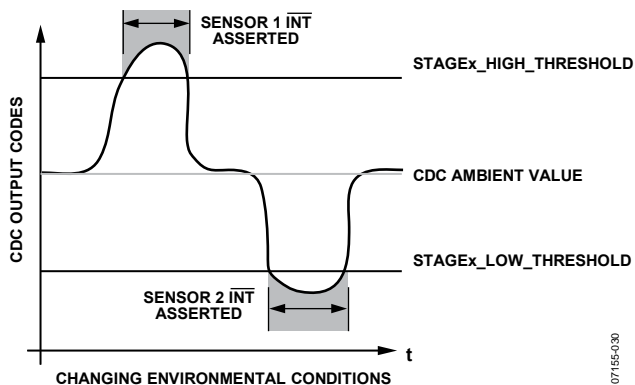 SENSOR 1 INT
ASSERTED
STAGEx_HIGH_THRESHOLD
CDC OUTPUT CODES
CDC AMBIENT VALUE
STAGEx_LOW_THRESHOLD
SENSOR 2 INT
ASSERTED
t
CHANGING ENVIRONMENTAL CONDITIONS
07155-030